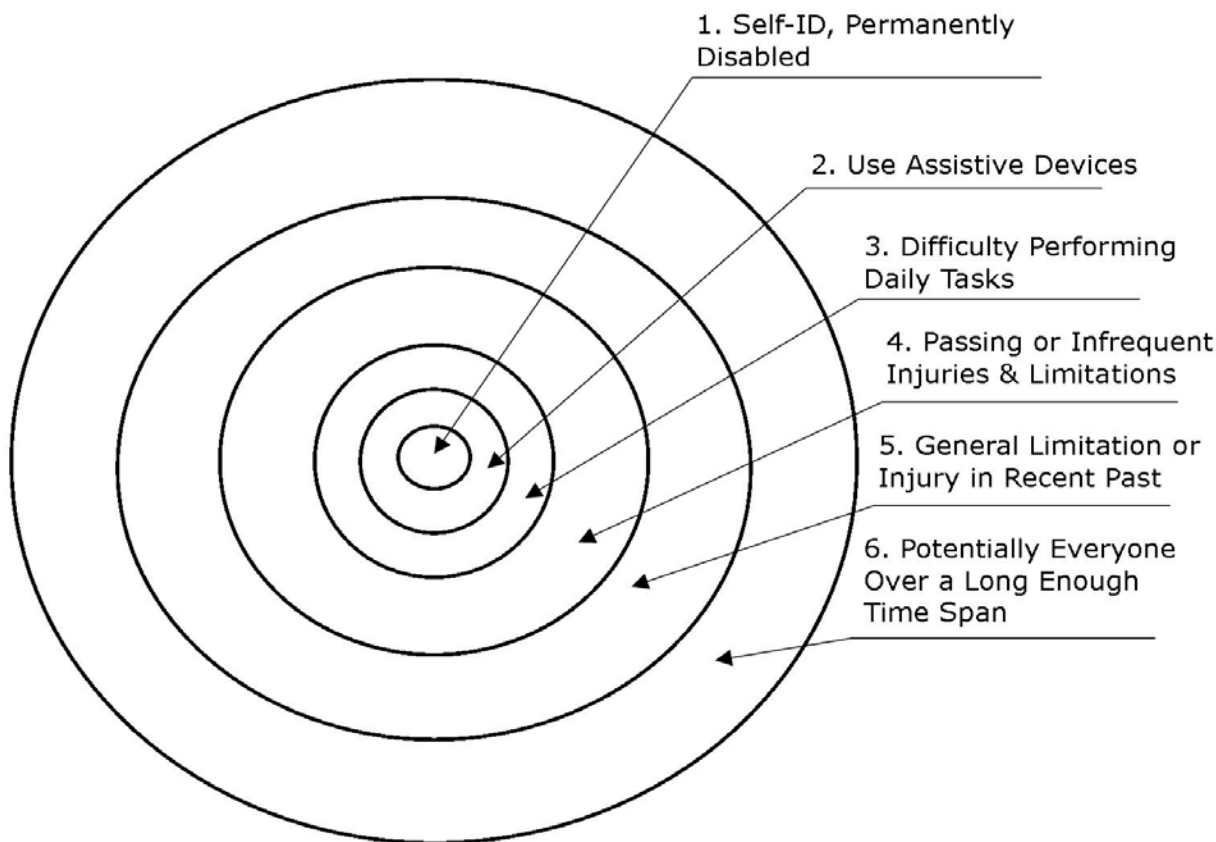 1. Self-ID, Permanently
Disabled
2. Use Assistive Devices
3. Difficulty Performing
Daily Tasks
4. Passing or Infrequent
Injuries & Limitations
5. General Limitation or
Injury in Recent Past
6. Potentially Everyone
Over a Long Enough
Time Span